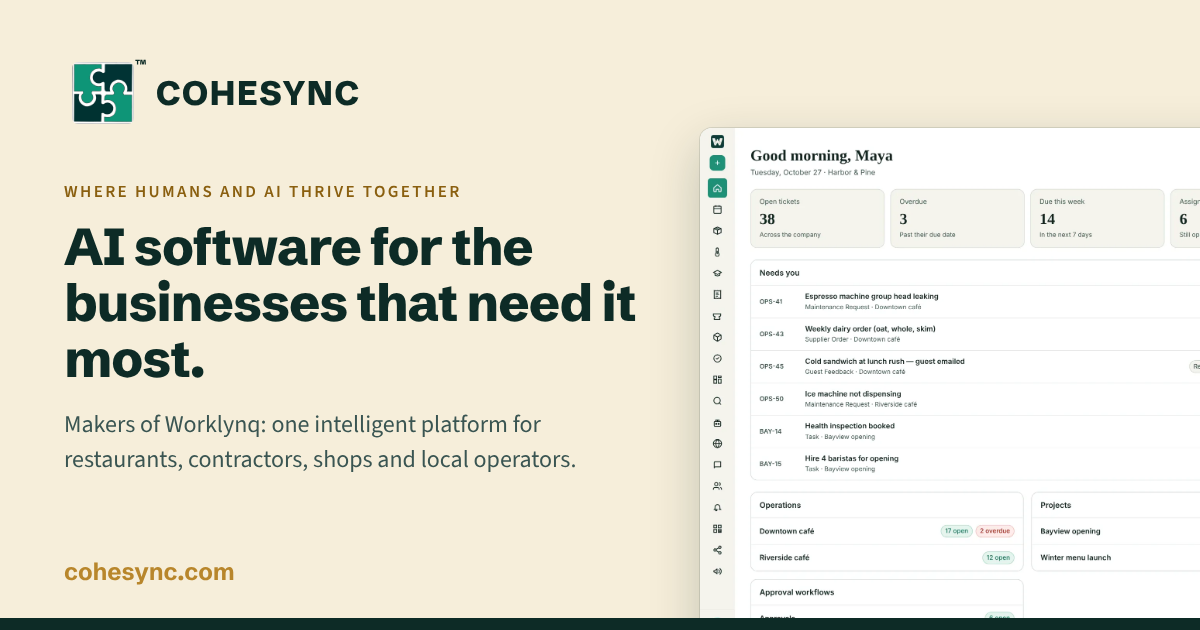 TM
COHESYNC
WHERE HUMANS AND AI THRIVE TOGETHER
AI software for the
businesses that need it
most.
Makers of Worklynq: one intelligent platform for
restaurants, contractors, shops and local operators.
cohesync.com
W
Good morning, Maya
Tuesday, October 27 · Harbor & Pine
Open tickets
38
Across the company
Overdue
3
Past their due date
Due this week
14
In the next 7 days
Assign
6
Still op
Needs you
OPS-41
Espresso machine group head leaking
Maintenance Request · Downtown café
OPS-43
Weekly dairy order (oat, whole, skim)
Supplier Order · Downtown café
OPS-45
Cold sandwich at lunch rush — guest emailed
Guest Feedback · Downtown café
Re
OPS-50
Ice machine not dispensing
Maintenance Request · Riverside café
BAY-14
Health inspection booked
Task · Bayview opening
BAY-15
Hire 4 baristas for opening
Task · Bayview opening
Operations
Downtown café
17 open
2 overdue
Riverside café
12 open
Projects
Bayview opening
Winter menu launch
Approval workflows